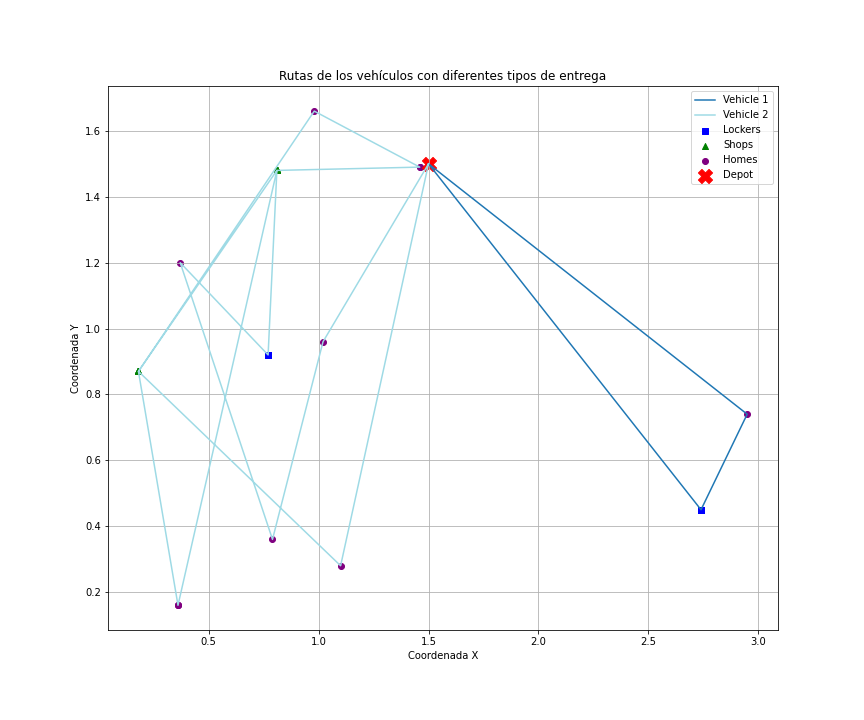 Rutas de los vehículos con diferentes tipos de entrega
Vehicle 1
Vehicle 2
Lockers
Shops
Homes
Depot
Coordenada Y
1.6
1.4
1.2
1.0
0.8
0.6
0.4
0.2
0.5
1.0
1.5
2.0
2.5
3.0
Coordenada X